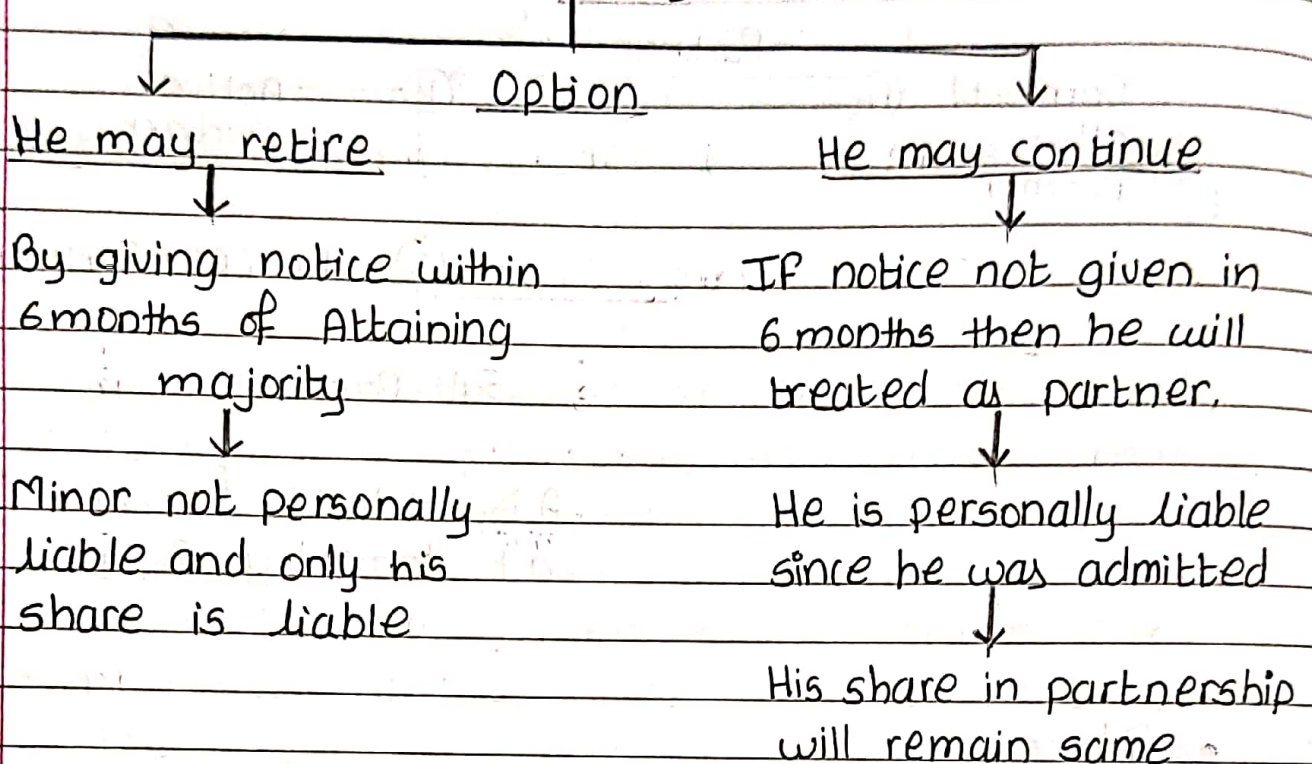 Option
He may retire
By giving notice within
6 months of Attaining
majority
Minor not personally
liable and only his
share is liable
He may continue
If notice not given in
6 months then he will
treated as partner.
He is personally liable
since he was admitted
His share in partnership
will remain same